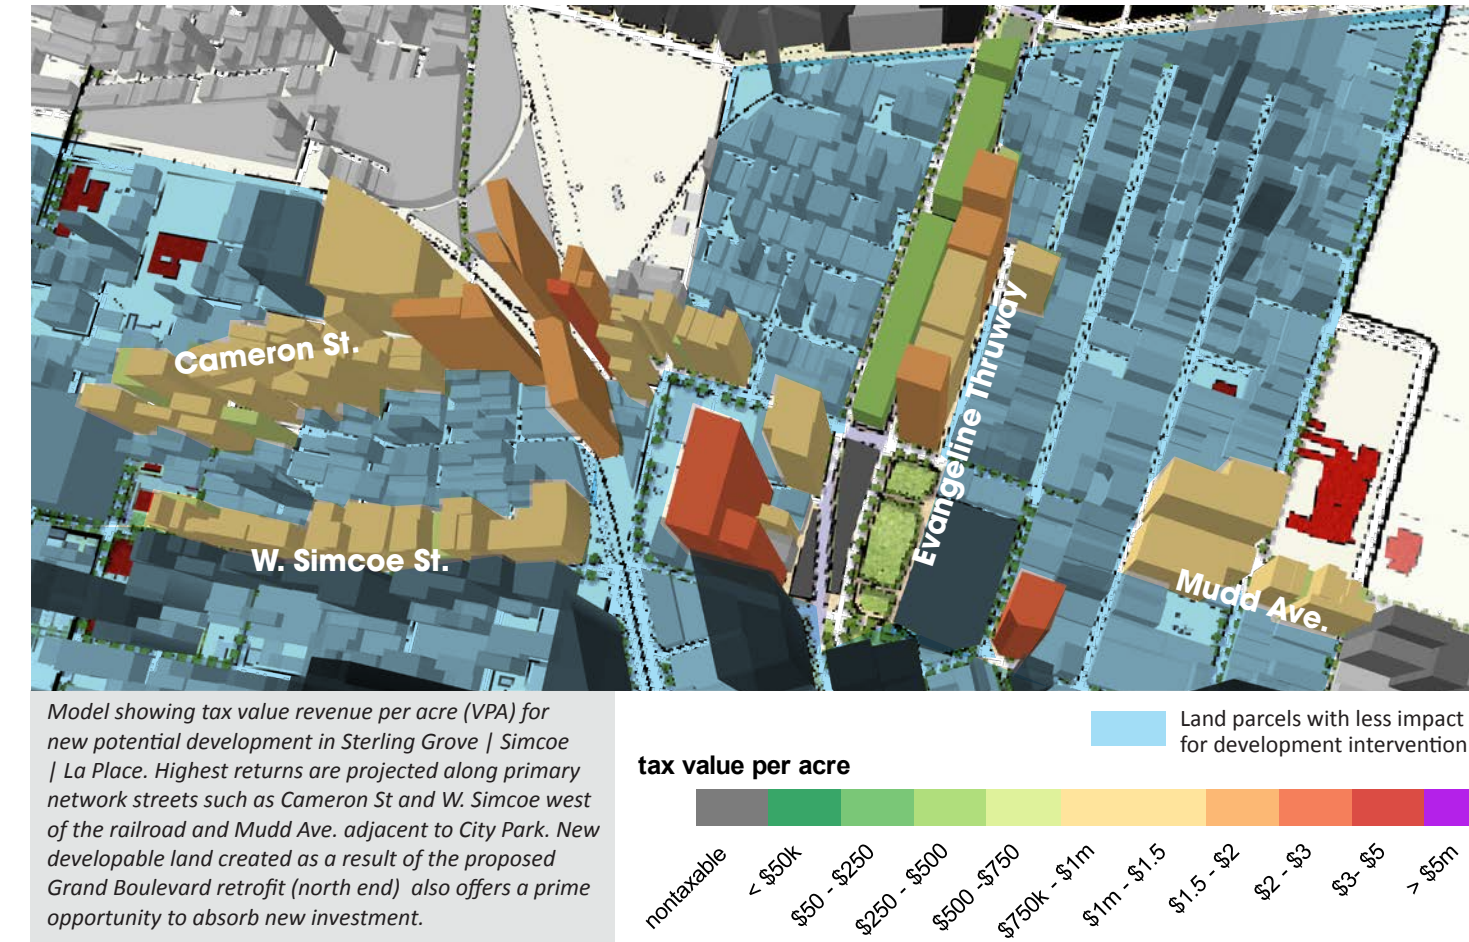 Cameron St.
Evangeline Thruway
W. Simcoe St.
Mudd Ave.
Model showing tax value revenue per acre (VPA) for
new potential development in Sterling Grove | Simcoe
| La Place. Highest returns are projected along primary
network streets such as Cameron St and W. Simcoe west
of the railroad and Mudd Ave. adjacent to City Park. New
developable land created as a result of the proposed
Grand Boulevard retrofit (north end)  also offers a prime
opportunity to absorb new investment.
Land parcels with less impact
for development intervention
tax value per acre
nontaxable
< $50k
$50 - $250
$250 - $500
$500 -$750
$750k - $1m
$1m - $1.5
$1.5 - $2
$2 - $3
$3- $5
> $5m